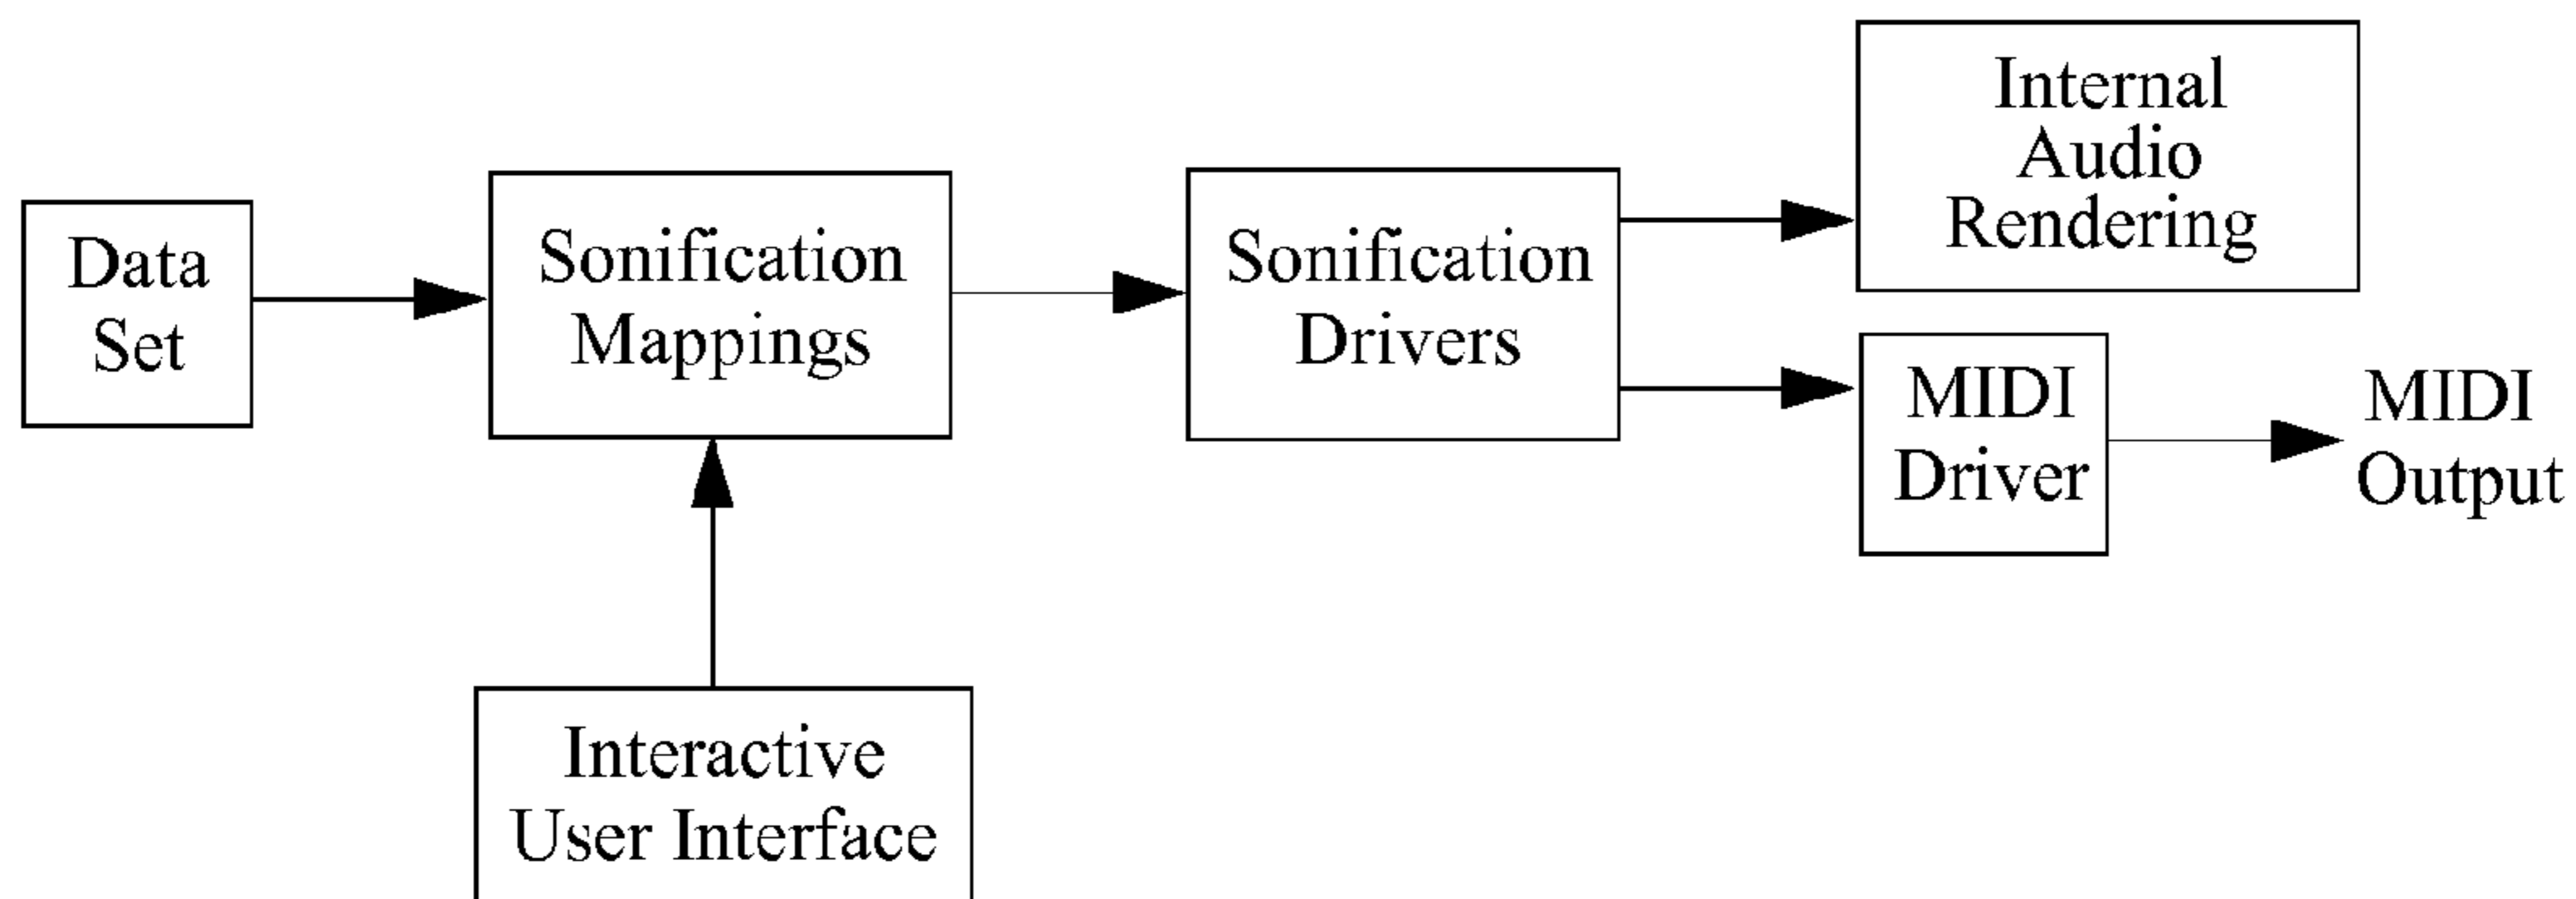 Data
Set
Sonification
Mappings
Sonification
Drivers
Internal
Audio
Rendering
MIDI
Driver
MIDI
Output
Interactive
User Interface